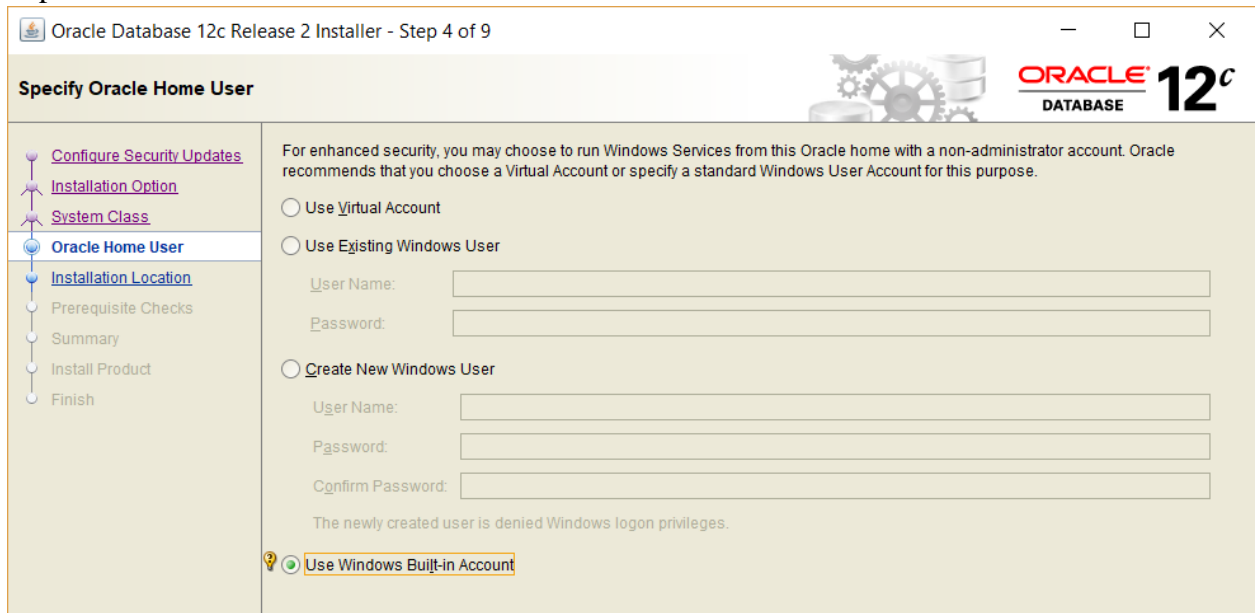 Oracle Database 12c Release 2 Installer - Step 4 of 9
Specify Oracle Home User
ORACLE 12c
DATABASE
Configure Security Updates
Installation Option
System Class
Oracle Home User
Installation Location
Prerequisite Checks
Summary
Install Product
Finish
For enhanced security, you may choose to run Windows Services from this Oracle home with a non-administrator account. Oracle
recommends that you choose a Virtual Account or specify a standard Windows User Account for this purpose.
Use Virtual Account
Use Existing Windows User
User Name:
Password:
Create New Windows User
User Name:
Password:
Confirm Password:
The newly created user is denied Windows logon privileges.
Use Windows Built-in Account